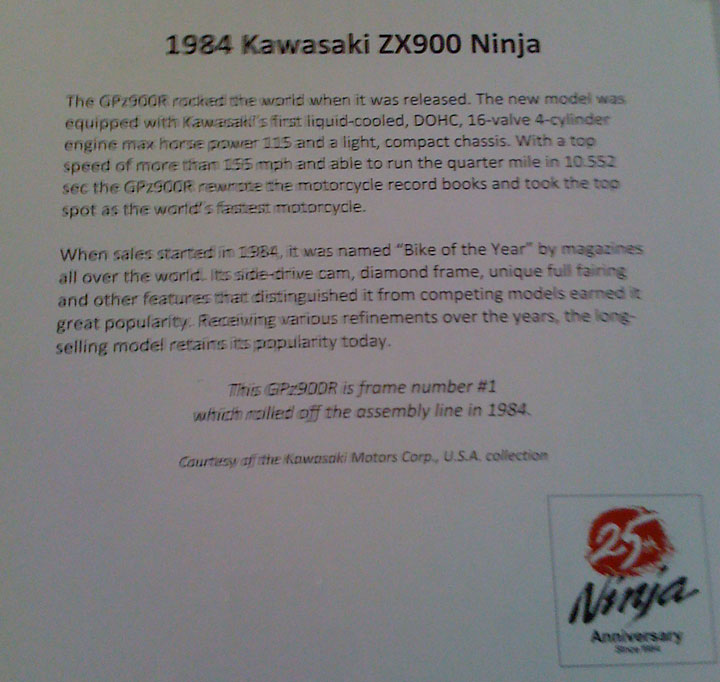 1984 Kawasaki ZX900 Ninja
The GPz900R rocked the world when it was released. The new model was
equipped with Kawasaki's first liquid-cooled, DOHC, 16-valve 4-cylinder
engine max horse power 115 and a light, compact chassis. With a top
speed of more than 155 mph and able to run the quarter mile in 10.552
sec the GPz900R rewrote the motorcycle record books and took the top
spot as the world's fastest motorcycle.
When sales started in 1984, it was named "Bike of the Year" by magazines
all over the world. Its side-drive cam, diamond frame, unique full fairing
and other features that distinguished it from competing models earned it
great popularity. Receiving various refinements over the years, the long-
selling model retains its popularity today.
This GPz900R is frame number #1
which rolled off the assembly line in 1984.
Courtesy of the Kawasaki Motors Corp., U.S.A. collection
25th
Ninja
Anniversary
Since 1984